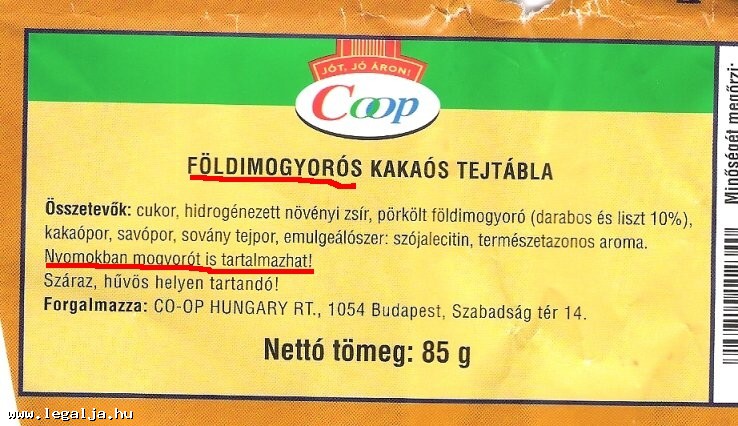 JÓT, JÓ ÁRON!
Coop
FÖLDIMOGYORÓS KAKAÓS TEJTÁBLA
Összetevők: cukor, hidrogénezett növényi zsír, pörkölt földimogyoró (darabos és liszt 10%),
kakaópor, savópor, sovány tejpor, emulgeálószer: szójalecitin, természetazonos aroma.
Nyomokban mogyorót is tartalmazhat!
Száraz, hűvös helyen tartandó!
Forgalmazza: CO-OP HUNGARY RT., 1054 Budapest, Szabadság tér 14.
Nettó tömeg: 85 g
Minőségét megőrzi:
www.legalja.hu